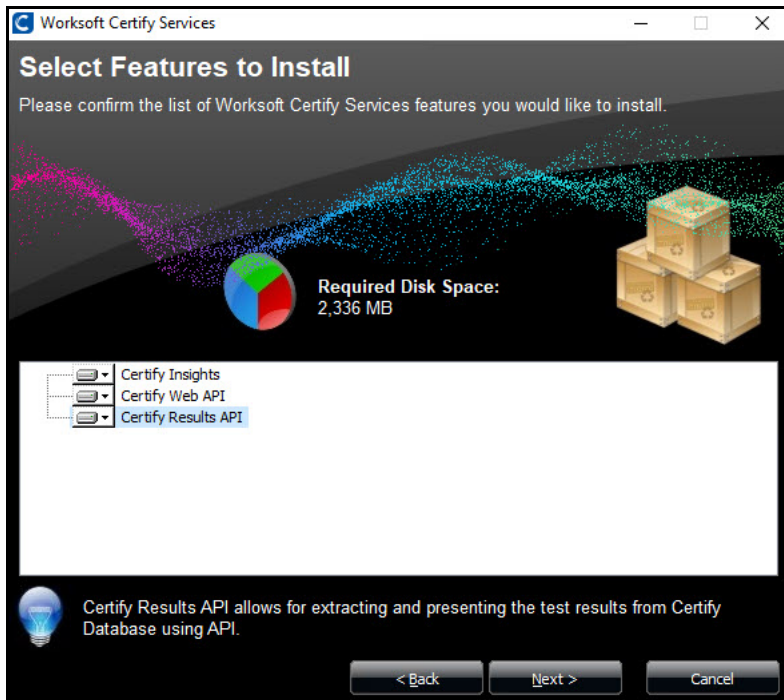 Worksoft Certify Services
Select Features to Install
Please confirm the list of Worksoft Certify Services features you would like to install.
Required Disk Space:
2,336 MB
Certify Insights
Certify Web API
Certify Results API
Certify Results API allows for extracting and presenting the test results from Certify
Database using API.
< Back
Next >
Cancel